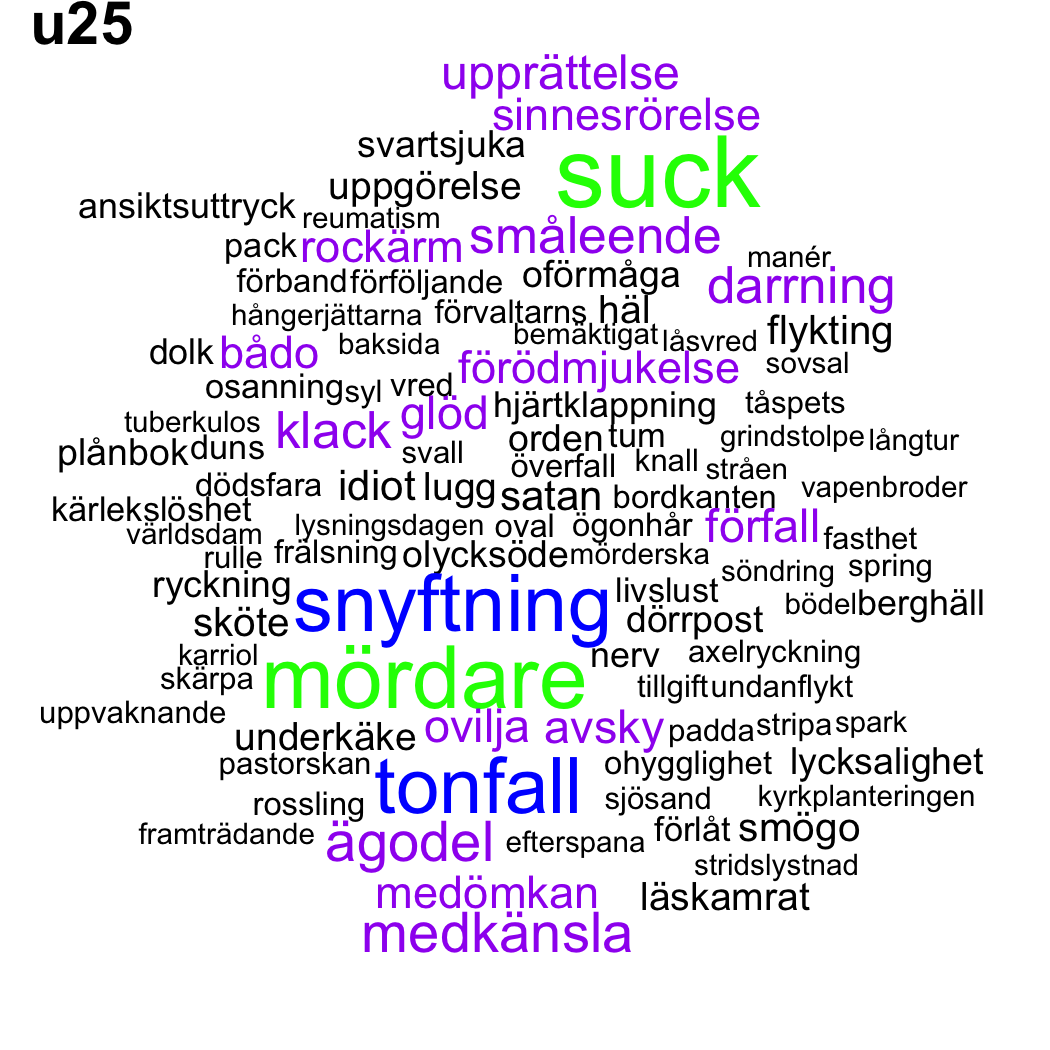 u25
upprättelse
sinnesrörelse
svartsjuka
suck
uppgörelse
ansiktsuttryck
reumatism
pack rockärm småleende
manér
förband förföljande oförmåga darrning
hångerjättarna förvaltarns häl
bemäktigat låsvred flykting
dolk bådo baksida
förödmjukelse sovsal
osanning syl vred
glöd hjärtklappning tåspets
tuberkulos klack
orden tum grindstolpe långtur
plånbok duns svall
överfall knall stråen
dödsfara idiot lugg satan bordkanten vapenbroder
kärlekslöshet
världsdam lysningsdagen oval ögonhår förfall fasthet
rulle frälsning olycksöde mörderska
söndring spring
ryckning snyftning livslust
bödel berghäll
sköte dörrpost
karriol nerv axelryckning
skärpa mördare tillgift undanflykt
uppvaknande
underkäke ovilja avsky padda stripa spark
pastorskan tonfall ohygglighet lycksalighet
rossling sjösand kyrkplanteringen
framträdande ägodel efterspana förlåt smögo
stridslystnad
medömkan läskamrat
medkänsla